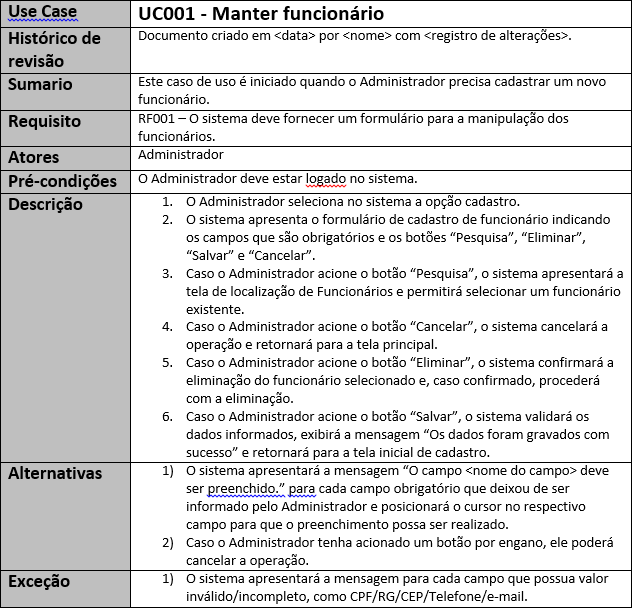 Use Case
UC001 - Manter funcionário
Histórico de revisão
Documento criado em <data> por <nome> com <registro de alterações>.
Sumario
Este caso de uso é iniciado quando o Administrador precisa cadastrar um novo
funcionário.
Requisito
RF001 – O sistema deve fornecer um formulário para a manipulação dos
funcionários.
Atores
Administrador
Pré-condições
O Administrador deve estar logado no sistema.
Descrição
1. O Administrador seleciona no sistema a opção cadastro.
2. O sistema apresenta o formulário de cadastro de funcionário indicando
os campos que são obrigatórios e os botões “Pesquisa”, “Eliminar”,
“Salvar” e “Cancelar”.
3. Caso o Administrador acione o botão “Pesquisa”, o sistema apresentará a
tela de localização de Funcionários e permitirá selecionar um funcionário
existente.
4. Caso o Administrador acione o botão “Cancelar”, o sistema cancelará a
operação e retornará para a tela principal.
5. Caso o Administrador acione o botão “Eliminar”, o sistema confirmará a
eliminação do funcionário selecionado e, caso confirmado, procederá
com a eliminação.
6. Caso o Administrador acione o botão “Salvar”, o sistema validará os
dados informados, exibirá a mensagem “Os dados foram gravados com
sucesso” e retornará para a tela inicial de cadastro.
Alternativas
1) O sistema apresentará a mensagem “O campo <nome do campo> deve
ser preenchido.” para cada campo obrigatório que deixou de ser
informado pelo Administrador e posicionará o cursor no respectivo
campo para que o preenchimento possa ser realizado.
2) Caso o Administrador tenha acionado um botão por engano, ele poderá
cancelar a operação.
Exceção
1) O sistema apresentará a mensagem para cada campo que possua valor
inválido/incompleto, como CPF/RG/CEP/Telefone/e-mail.